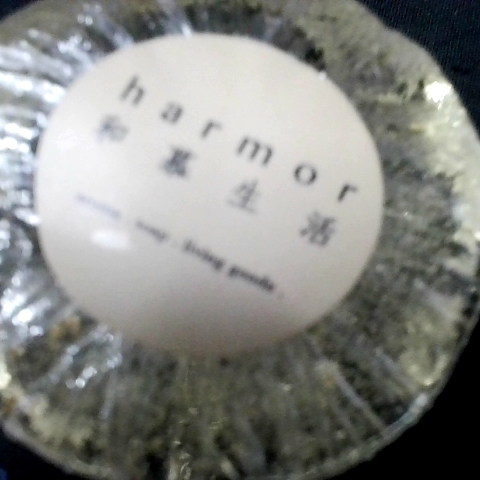 harmor
和慕生活
soap . living goods .